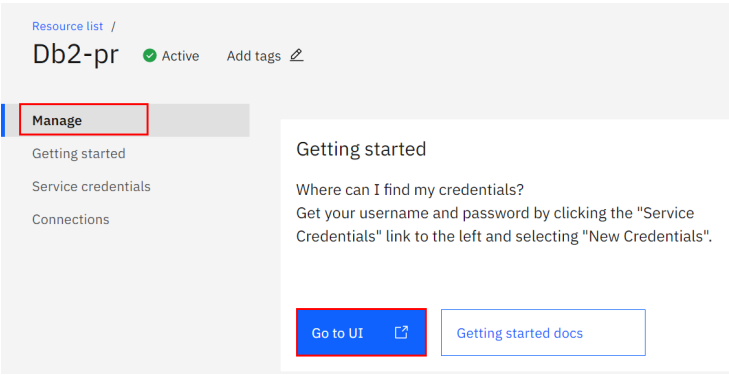 Resource list /
Db2-pr Active Add tags
Manage
Getting started
Service credentials
Connections
Getting started
Where can I find my credentials?
Get your username and password by clicking the "Service
Credentials" link to the left and selecting "New Credentials".
Go to UI
Getting started docs